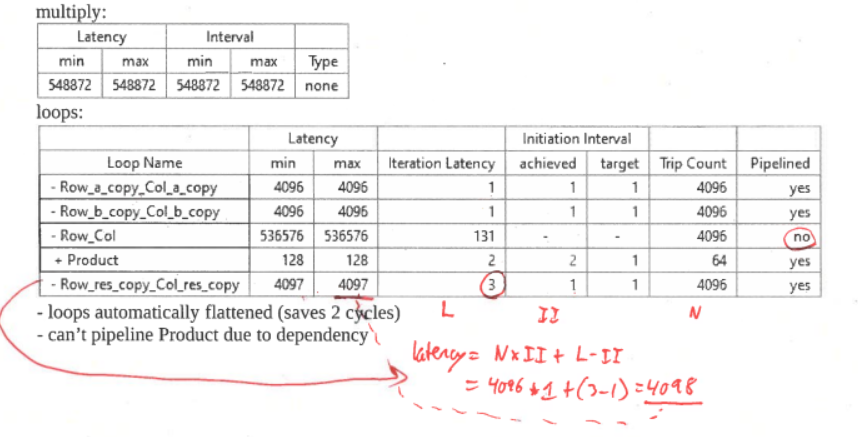 multiply:
Latency Interval
min max min max Type
548872 548872 548872 548872 none
loops:
Latency Initiation Interval
Loop Name min max Iteration Latency achieved target Trip Count Pipelined
- Row_a_copy_Col_a_copy 4096 4096 1 1 1 4096 yes
- Row_b_copy_Col_b_copy 4096 4096 1 1 1 4096 yes
- Row_Col 536576 536576 131 - - 4096 no
+ Product 128 128 2 2 1 64 yes
- Row_res_copy_Col_res_copy 4097 4097 3 1 1 4096 yes
- loops automatically flattened (saves 2 cycles) L II N
- can't pipeline Product due to dependency
latency = N×II + L-II
= 4096 * 1 + (3-1) = 4098